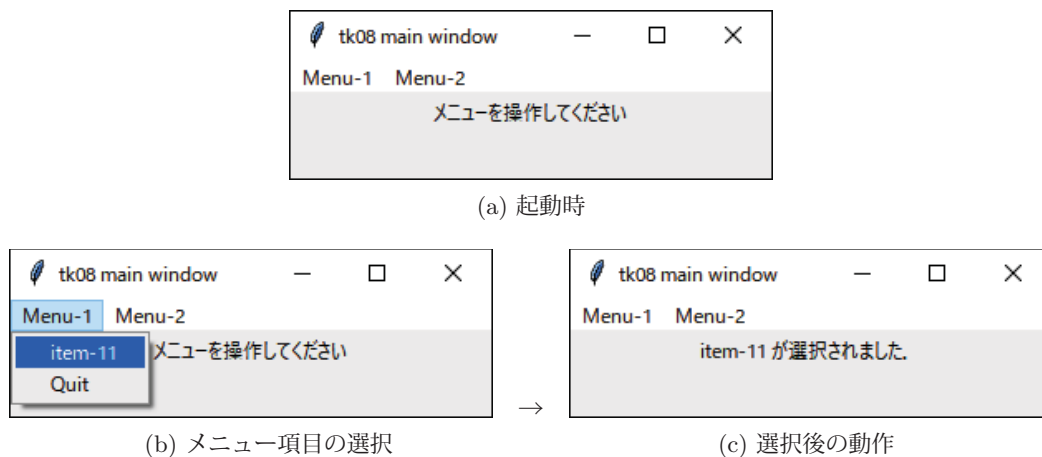 tk08 main window
Menu-1 Menu-2
メニューを操作してください
(a) 起動時
tk08 main window
Menu-1 Menu-2
item-11
メニューを操作してください
Quit
(b) メニュー項目の選択
→
tk08 main window
Menu-1 Menu-2
item-11 が選択されました.
(c) 選択後の動作